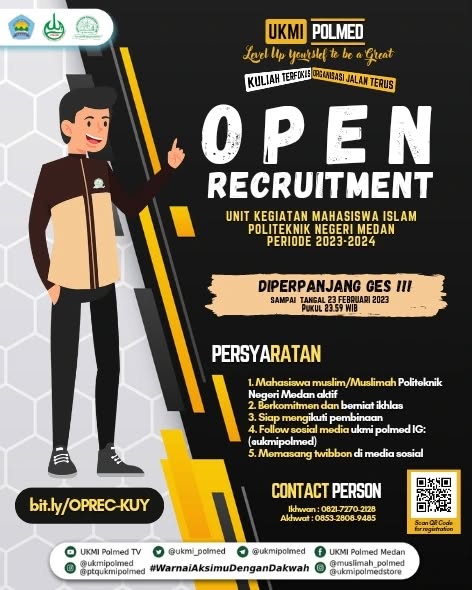 UKMI POLMED
Level Up Yourslef to be a Great
KULIAH TERFOKUS ORGANISASI JALAN TERUS
OPEN
RECRUITMENT
UNIT KEGIATAN MAHASISWA ISLAM
POLITEKNIK NEGERI MEDAN
PERIODE 2023-2024
DIPERPANJANG GES !!!
SAMPAI TANGAL 23 FEBRUARI 2023
PUKUL 23.59 WIB
PERSYARATAN
1. Mahasiswa muslim/Muslimah Politeknik
Negeri Medan aktif
2. Berkomitmen dan berniat ikhlas
3. Siap mengikuti pembinaan
4. Follow sosial media ukmi polmed IG:
(@ukmipolmed)
5. Memasang twibbon di media sosial
bit.ly/OPREC-KUY
CONTACT PERSON
Ikhwan : 0821-7270-2128
Akhwat : 0853-2808-9485
Scan QR Code
for registration
UKMI Polmed TV
@ukmi_polmed
@ukmipolmed
UKMI Polmed Medan
@ukmipolmed
@ptqukmipolmed
#WarnaiAksimuDenganDakwah
@muslimah_polmed
@ukmipolmedstore